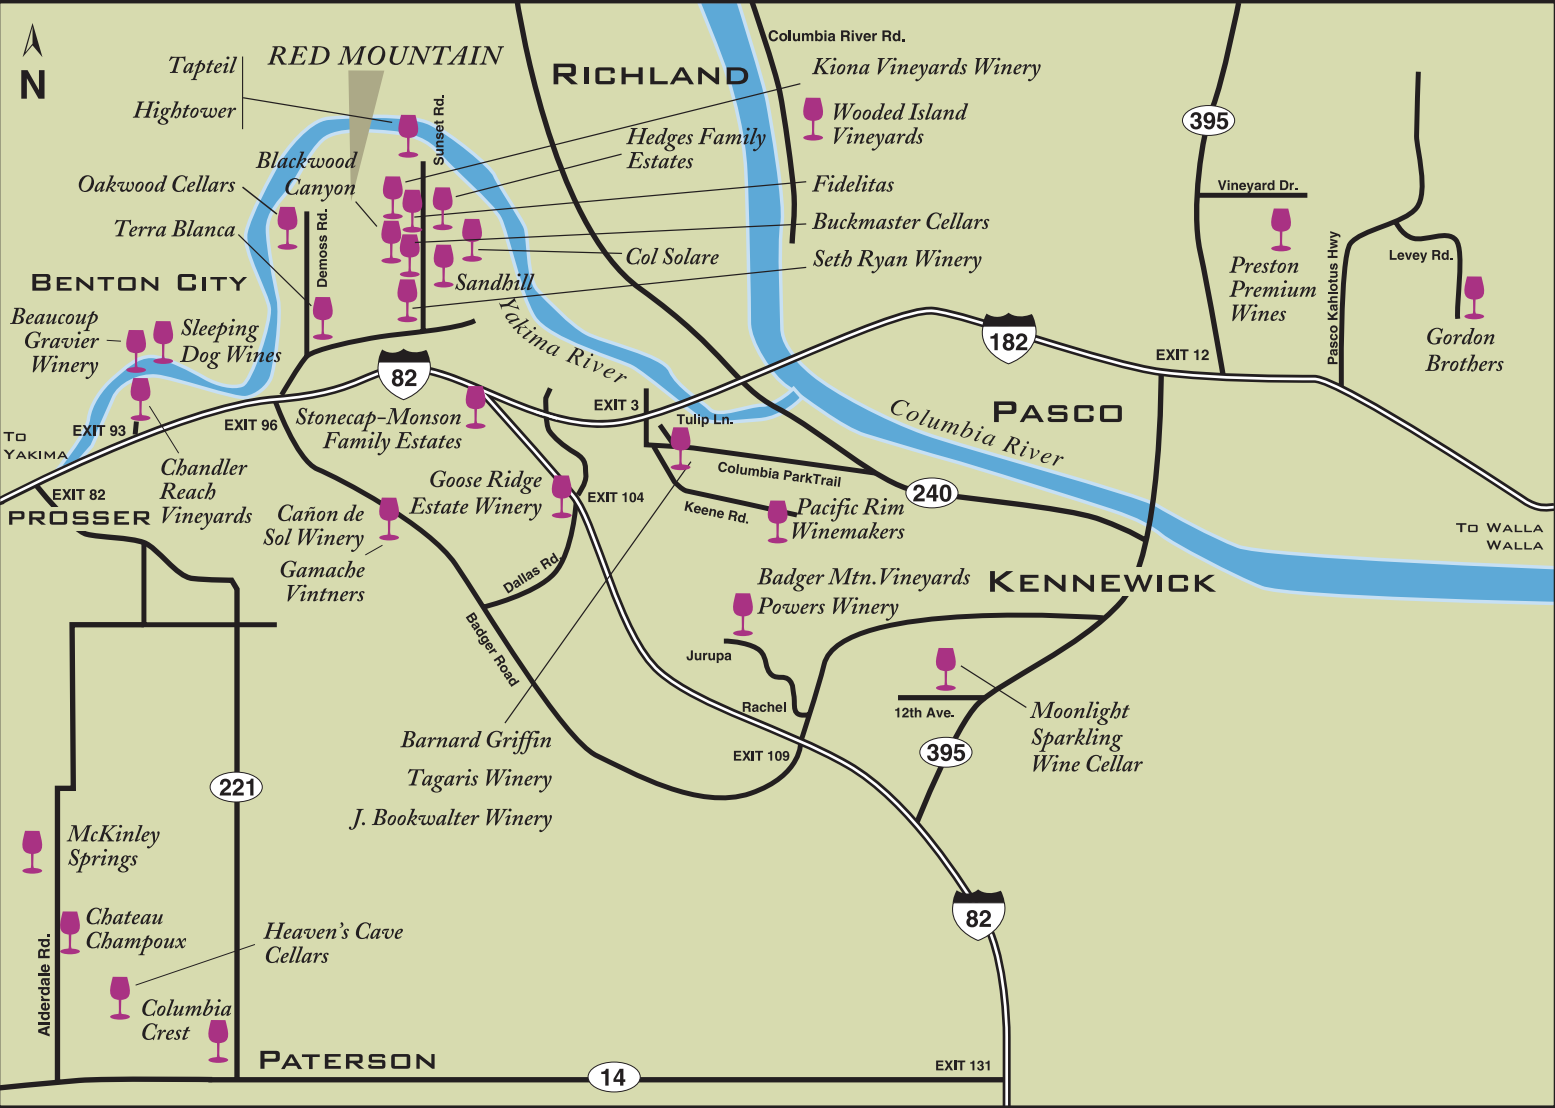 N
Tapteil
Hightower
RED MOUNTAIN
Sunset Rd.
RICHLAND
Columbia River Rd.
Kiona Vineyards Winery
Wooded Island
Vineyards
Hedges Family
Estates
395
Blackwood
Canyon
Oakwood Cellars
Terra Blanca
Demoss Rd.
Fidelitas
Buckmaster Cellars
Col Solare
Seth Ryan Winery
Sandhill
Vineyard Dr.
Preston
Premium
Wines
Pasco Kahlotus Hwy
Levey Rd.
Gordon
Brothers
BENTON CITY
Beaucoup
Gravier
Winery
Sleeping
Dog Wines
Yakima River
182
EXIT 12
82
EXIT 3
Tulip Ln.
Stonecap-Monson
Family Estates
EXIT 96
EXIT 93
TO
YAKIMA
PASCO
Columbia River
Chandler
Reach
Vineyards
EXIT 82
PROSSER
Goose Ridge
Estate Winery
EXIT 104
Columbia ParkTrail
240
Keene Rd.
Pacific Rim
Winemakers
Cañon de
Sol Winery
Gamache
Vintners
TO WALLA
WALLA
Dallas Rd.
Badger Mtn.Vineyards
Powers Winery
KENNEWICK
Badger Road
Jurupa
Rachel
12th Ave.
Moonlight
Sparkling
Wine Cellar
395
EXIT 109
Barnard Griffin
Tagaris Winery
J. Bookwalter Winery
221
McKinley
Springs
Chateau
Champoux
Alderdale Rd.
Heaven's Cave
Cellars
Columbia
Crest
82
PATERSON
14
EXIT 131